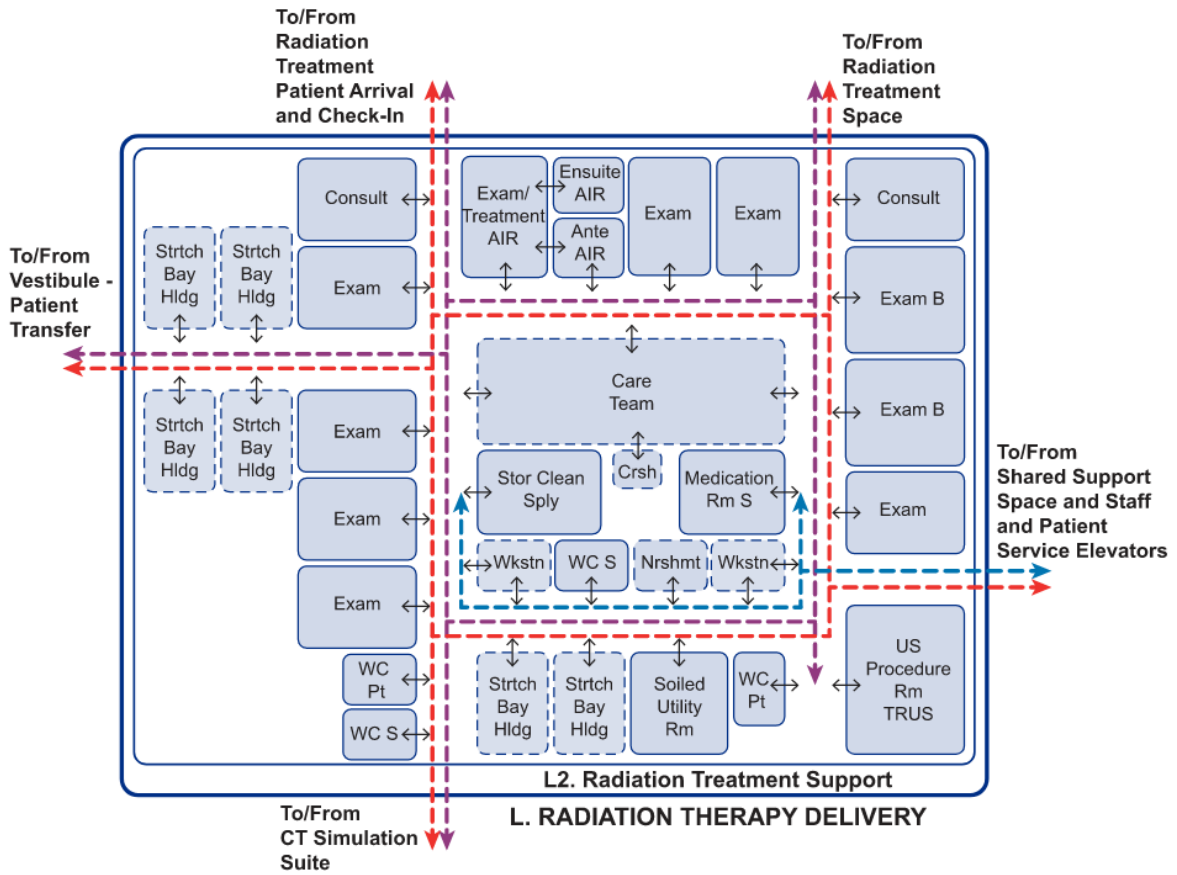 To/From
Radiation
Treatment
Patient Arrival
and Check-In
To/From
Radiation
Treatment
Space
To/From
Vestibule -
Patient
Transfer
Strtch
Bay
Hldg
Strtch
Bay
Hldg
Consult
Exam
Exam/
Treatment
AIR
Ensuite
AIR
Ante
AIR
Exam
Exam
Consult
Exam B
Strtch
Bay
Hldg
Strtch
Bay
Hldg
Exam
Exam
Exam
WC
Pt
WC S
Care
Team
Crsh
Stor Clean
Sply
Medication
Rm S
Wkstn
WC S
Nrshmt
Wkstn
Exam B
Exam
To/From
Shared Support
Space and Staff
and Patient
Service Elevators
Strtch
Bay
Hldg
Strtch
Bay
Hldg
Soiled
Utility
Rm
WC
Pt
US
Procedure
Rm
TRUS
L2. Radiation Treatment Support
L. RADIATION THERAPY DELIVERY
To/From
CT Simulation
Suite